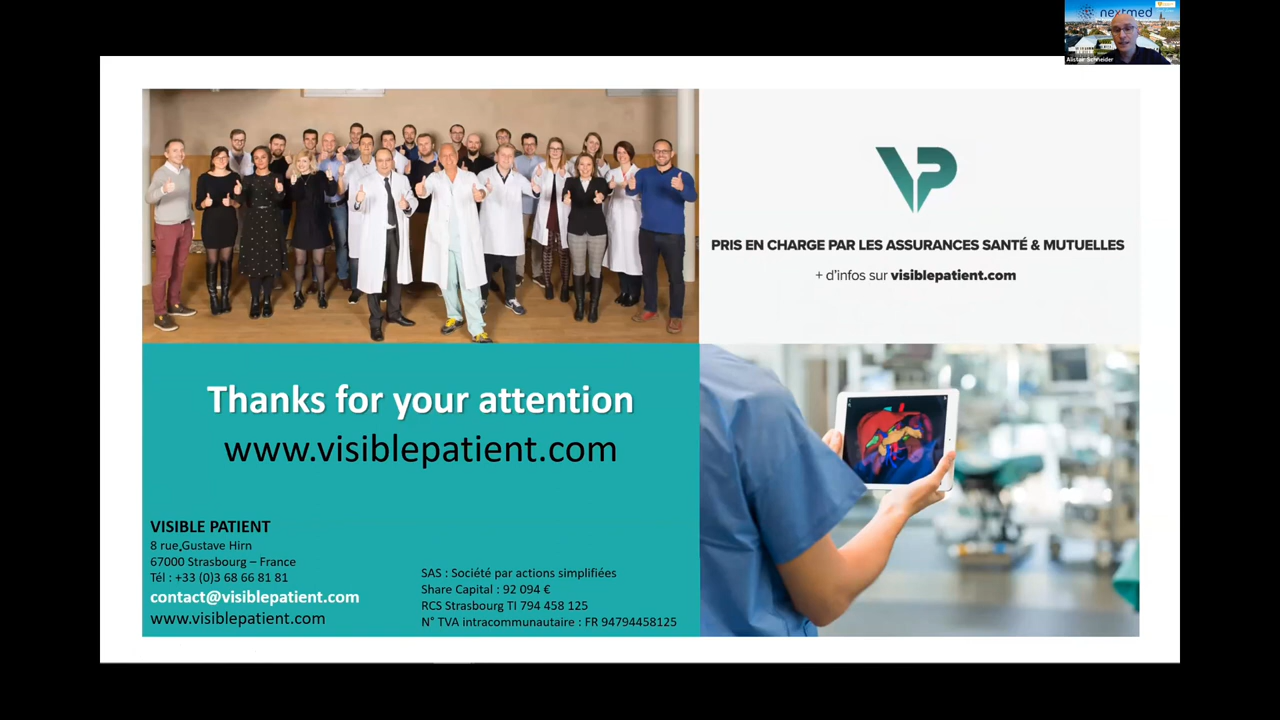 nextmed
Alistair Schneider
VP
PRIS EN CHARGE PAR LES ASSURANCES SANTÉ & MUTUELLES
+ d'infos sur visiblepatient.com
Thanks for your attention
www.visiblepatient.com
VISIBLE PATIENT
8 rue Gustave Hirn
67000 Strasbourg – France
Tél : +33 (0)3 68 66 81 81
contact@visiblepatient.com
www.visiblepatient.com
SAS : Société par actions simplifiées
Share Capital : 92 094 €
RCS Strasbourg TI 794 458 125
N° TVA intracommunautaire : FR 94794458125